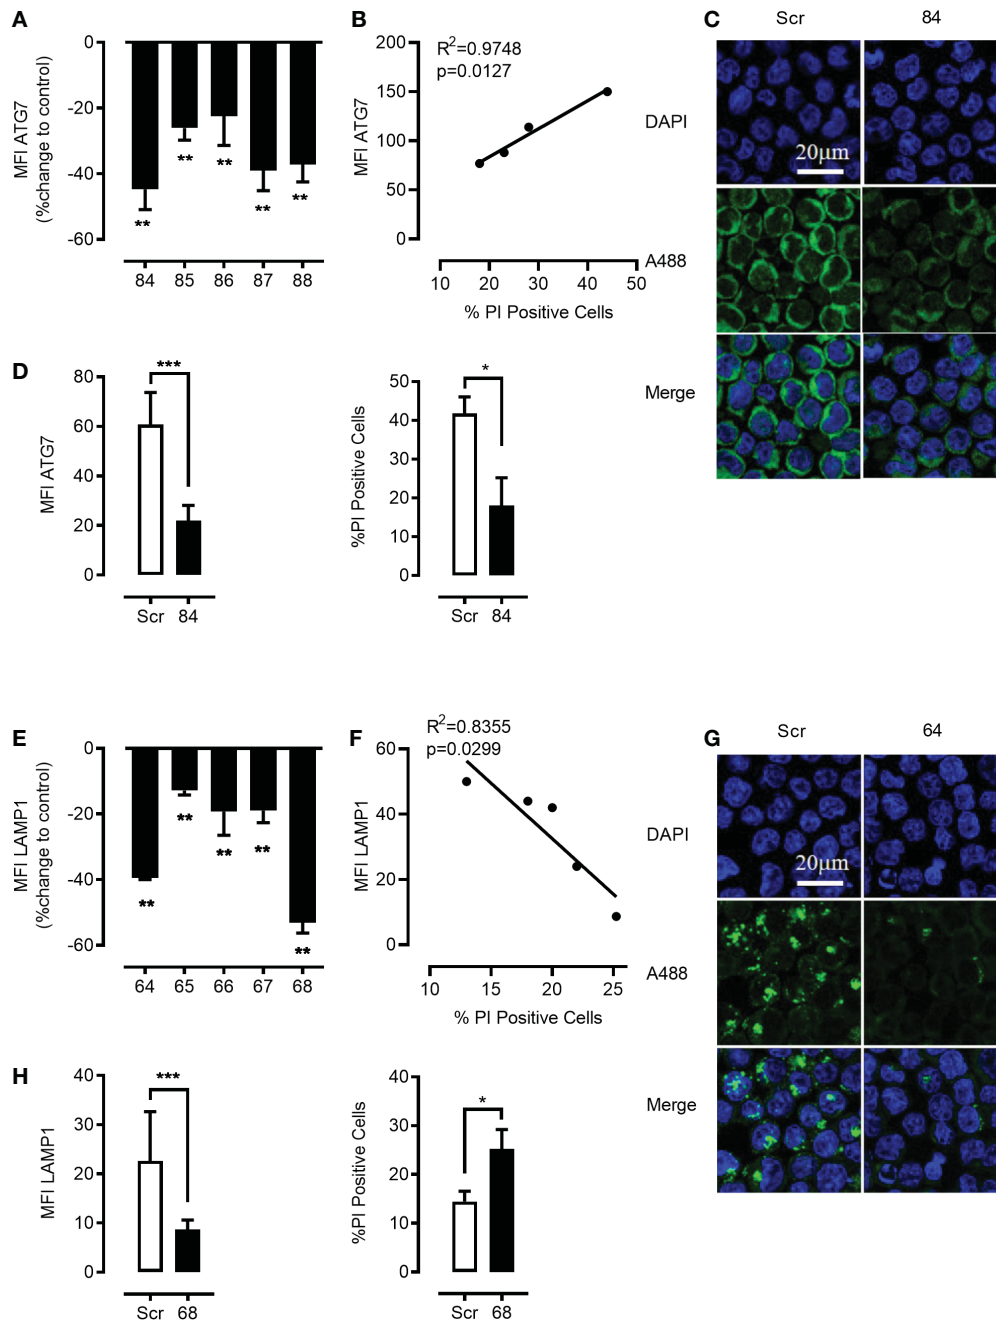 A
MFI ATG7
(%change to control)
0
-20
-40
-60
**
**
**
**
**
84 85 86 87 88
B
R2=0.9748
p=0.0127
MFI ATG7
200
150
100
50
0
10 20 30 40 50
% PI Positive Cells
C
Scr 84
DAPI
20μm
A488
Merge
D
MFI ATG7
80
60
40
20
0
***
Scr 84
%PI Positive Cells
50
40
30
20
10
0
*
Scr 84
E
MFI LAMP1
(%change to control)
0
-20
-40
-60
**
**
**
**
**
64 65 66 67 68
F
R2=0.8355
p=0.0299
MFI LAMP1
60
40
20
0
10 15 20 25
% PI Positive Cells
G
Scr 64
DAPI
20μm
A488
Merge
H
MFI LAMP1
40
30
20
10
0
***
Scr 68
%PI Positive Cells
40
30
20
10
0
*
Scr 68